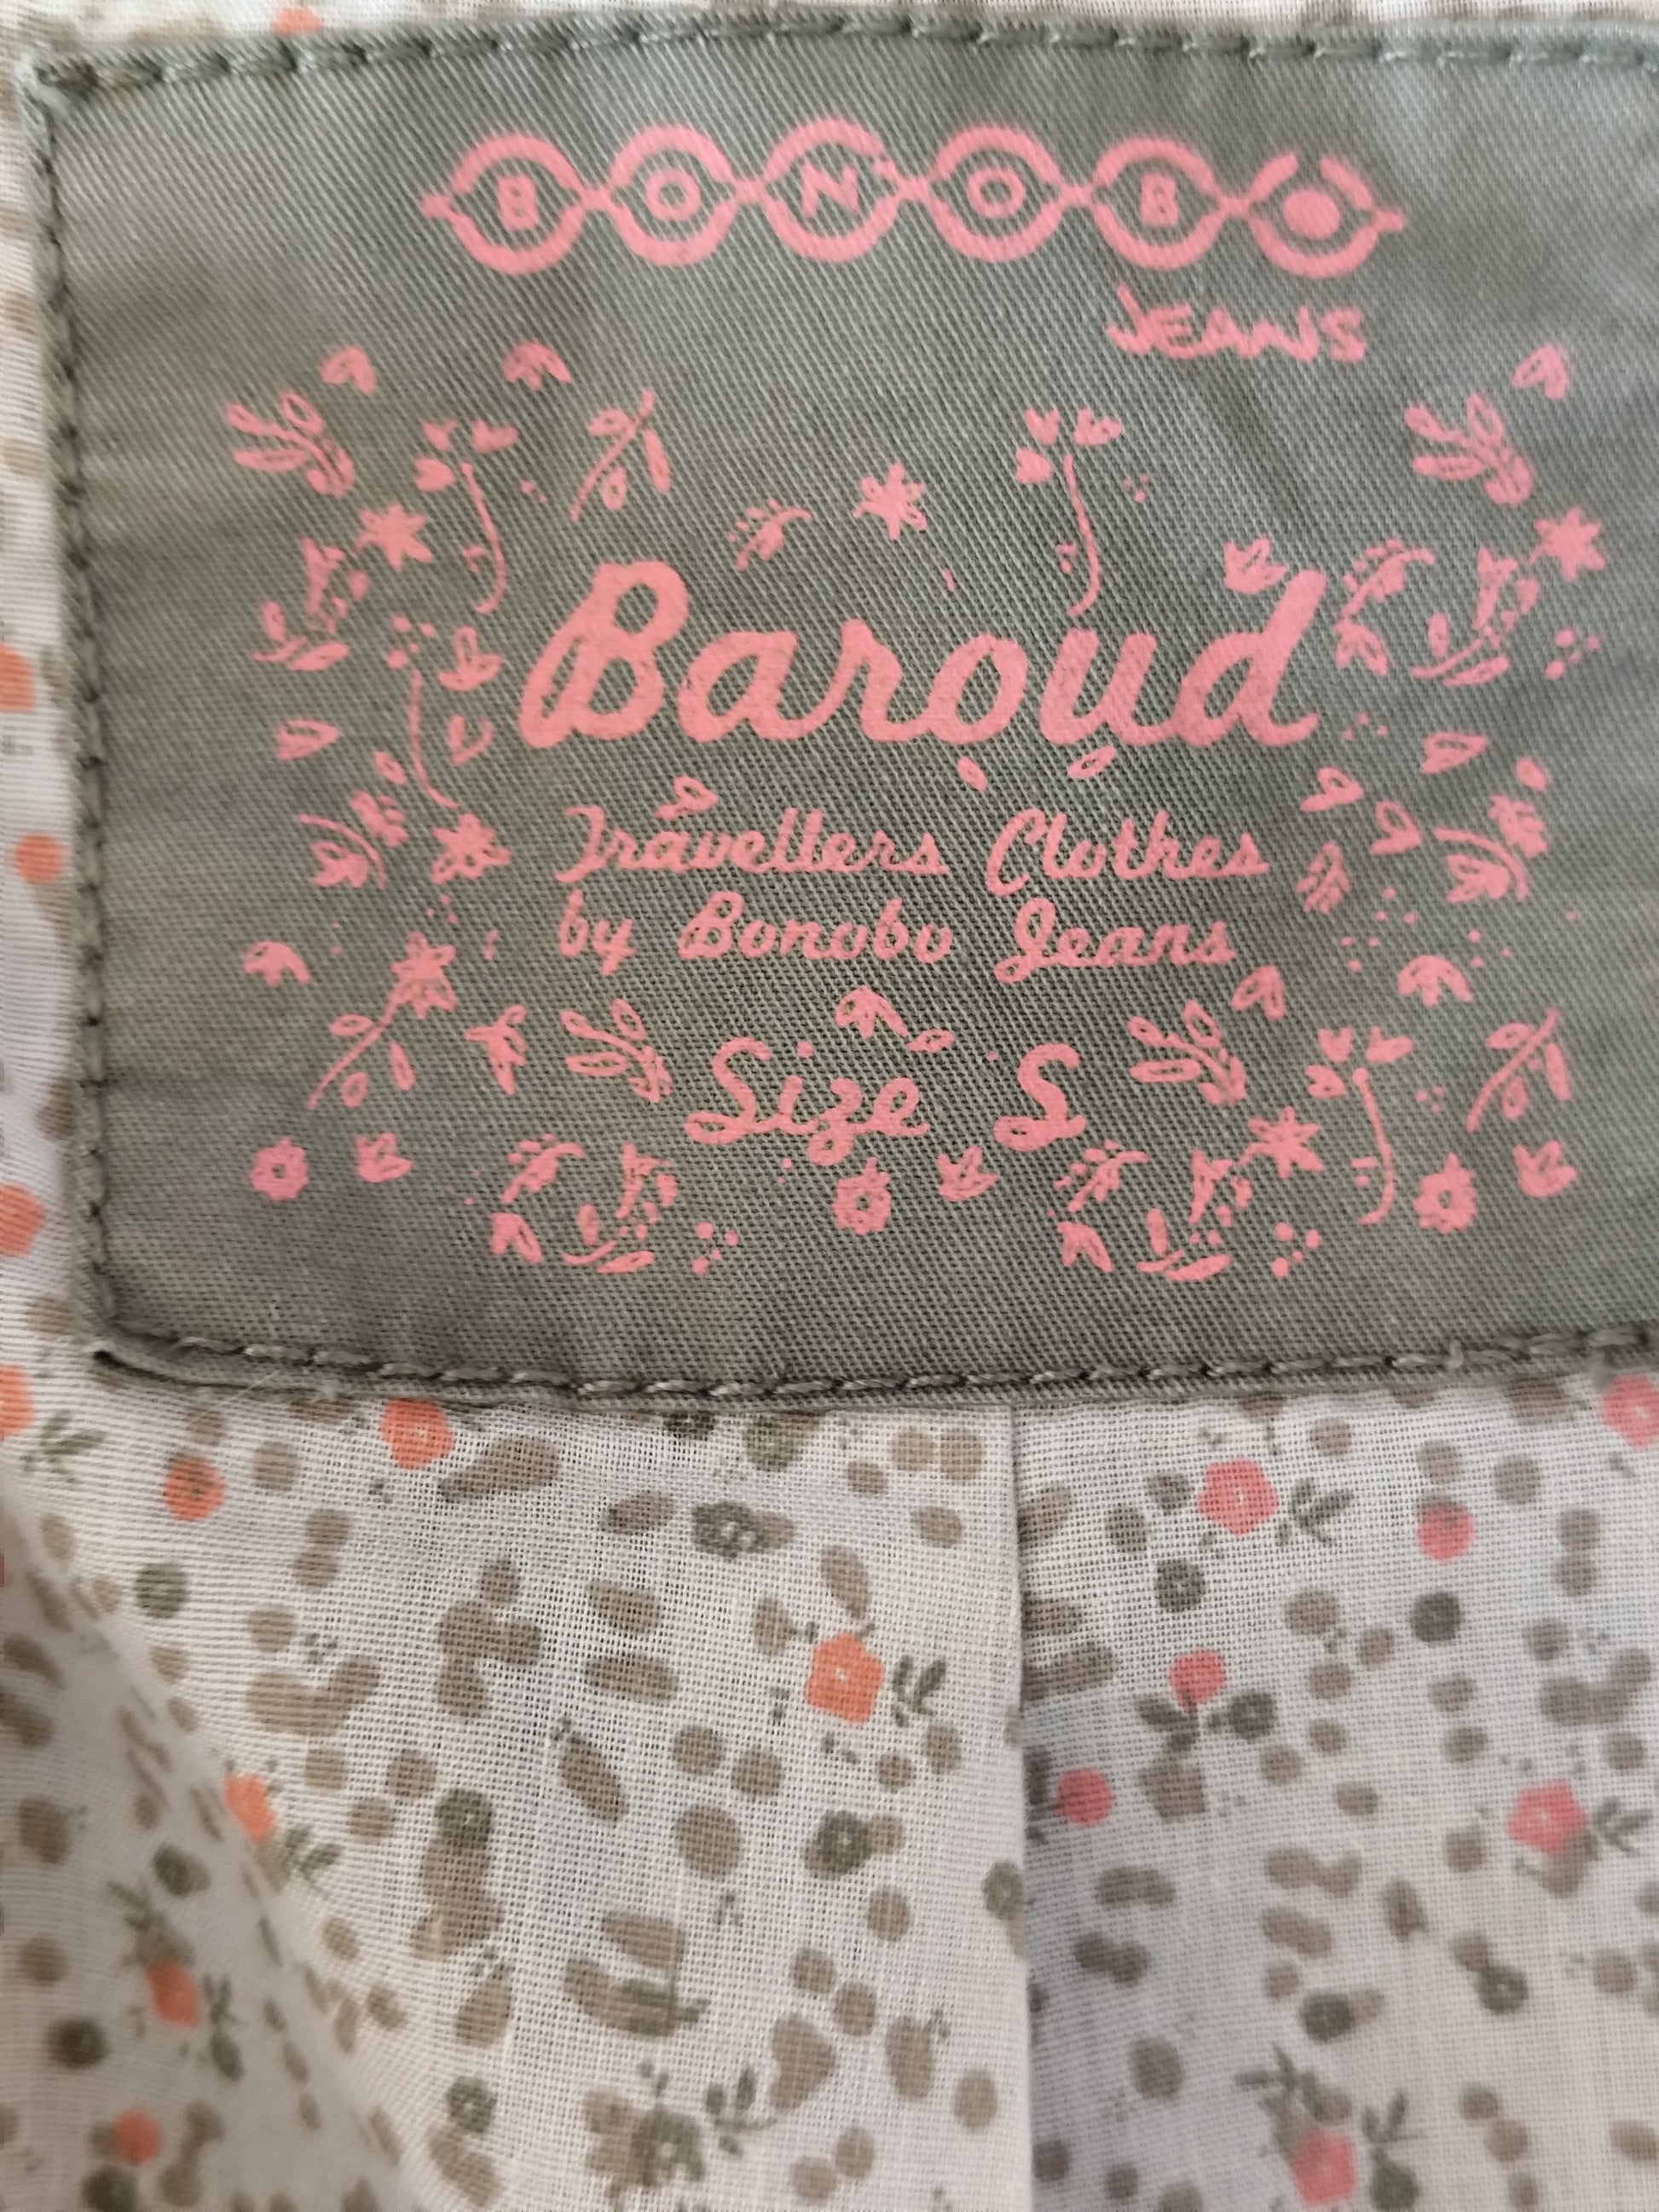 BONOBO
JEANS
Baroud
Travellers Clothes
by Bonobo Jeans
Size S